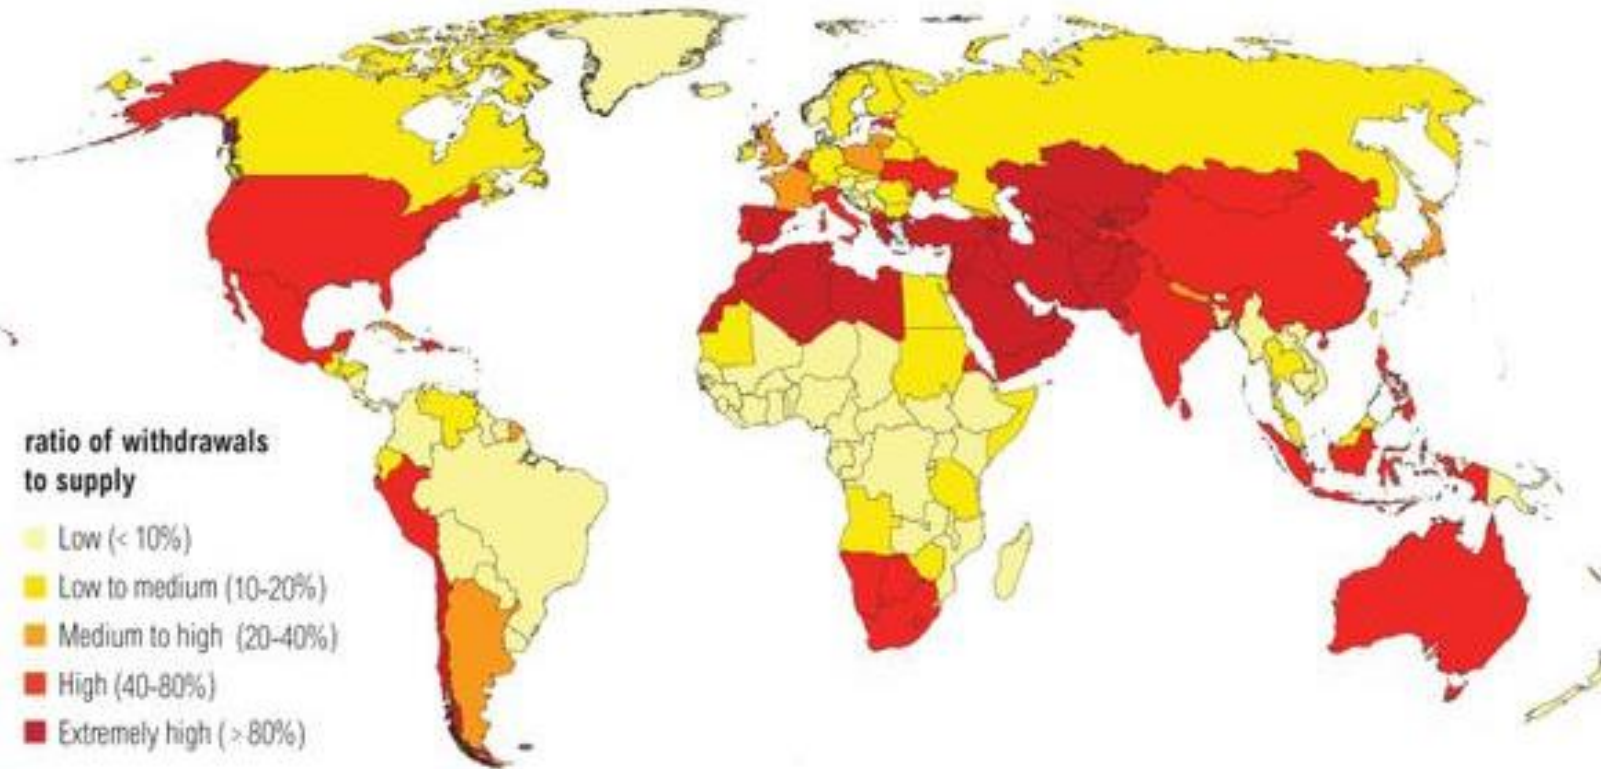 ratio of withdrawals
to supply
Low (< 10%)
Low to medium (10-20%)
Medium to high (20-40%)
High (40-80%)
Extremely high (> 80%)